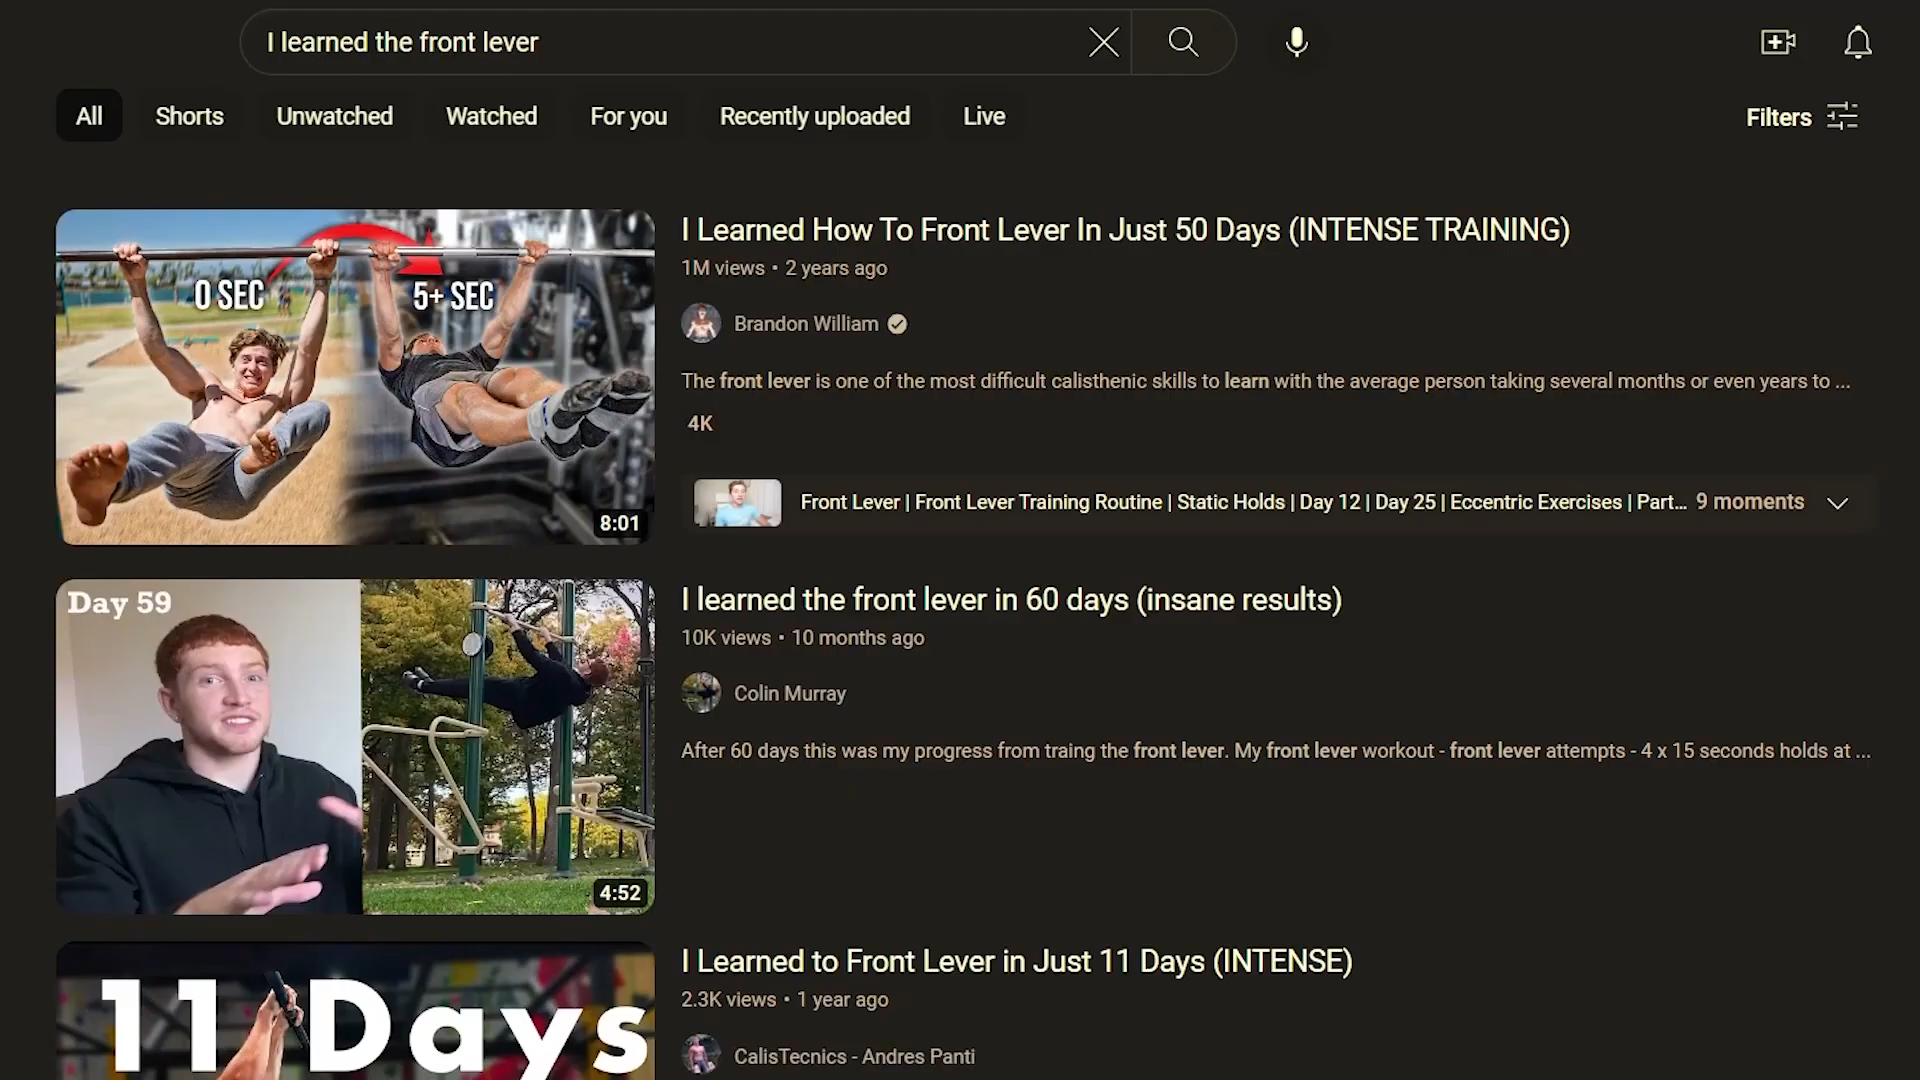 I learned the front lever
All
Shorts
Unwatched
Watched
For you
Recently uploaded
Live
Filters
0 SEC
5+ SEC
8:01
I Learned How To Front Lever In Just 50 Days (INTENSE TRAINING)
1M views • 2 years ago
Brandon William
The front lever is one of the most difficult calisthenic skills to learn with the average person taking several months or even years to ...
4K
Front Lever | Front Lever Training Routine | Static Holds | Day 12 | Day 25 | Eccentric Exercises | Part...
9 moments
Day 59
4:52
I learned the front lever in 60 days (insane results)
10K views • 10 months ago
Colin Murray
After 60 days this was my progress from traing the front lever. My front lever workout - front lever attempts - 4 x 15 seconds holds at ...
11 Days
I Learned to Front Lever in Just 11 Days (INTENSE)
2.3K views • 1 year ago
CalisTecnics - Andres Panti